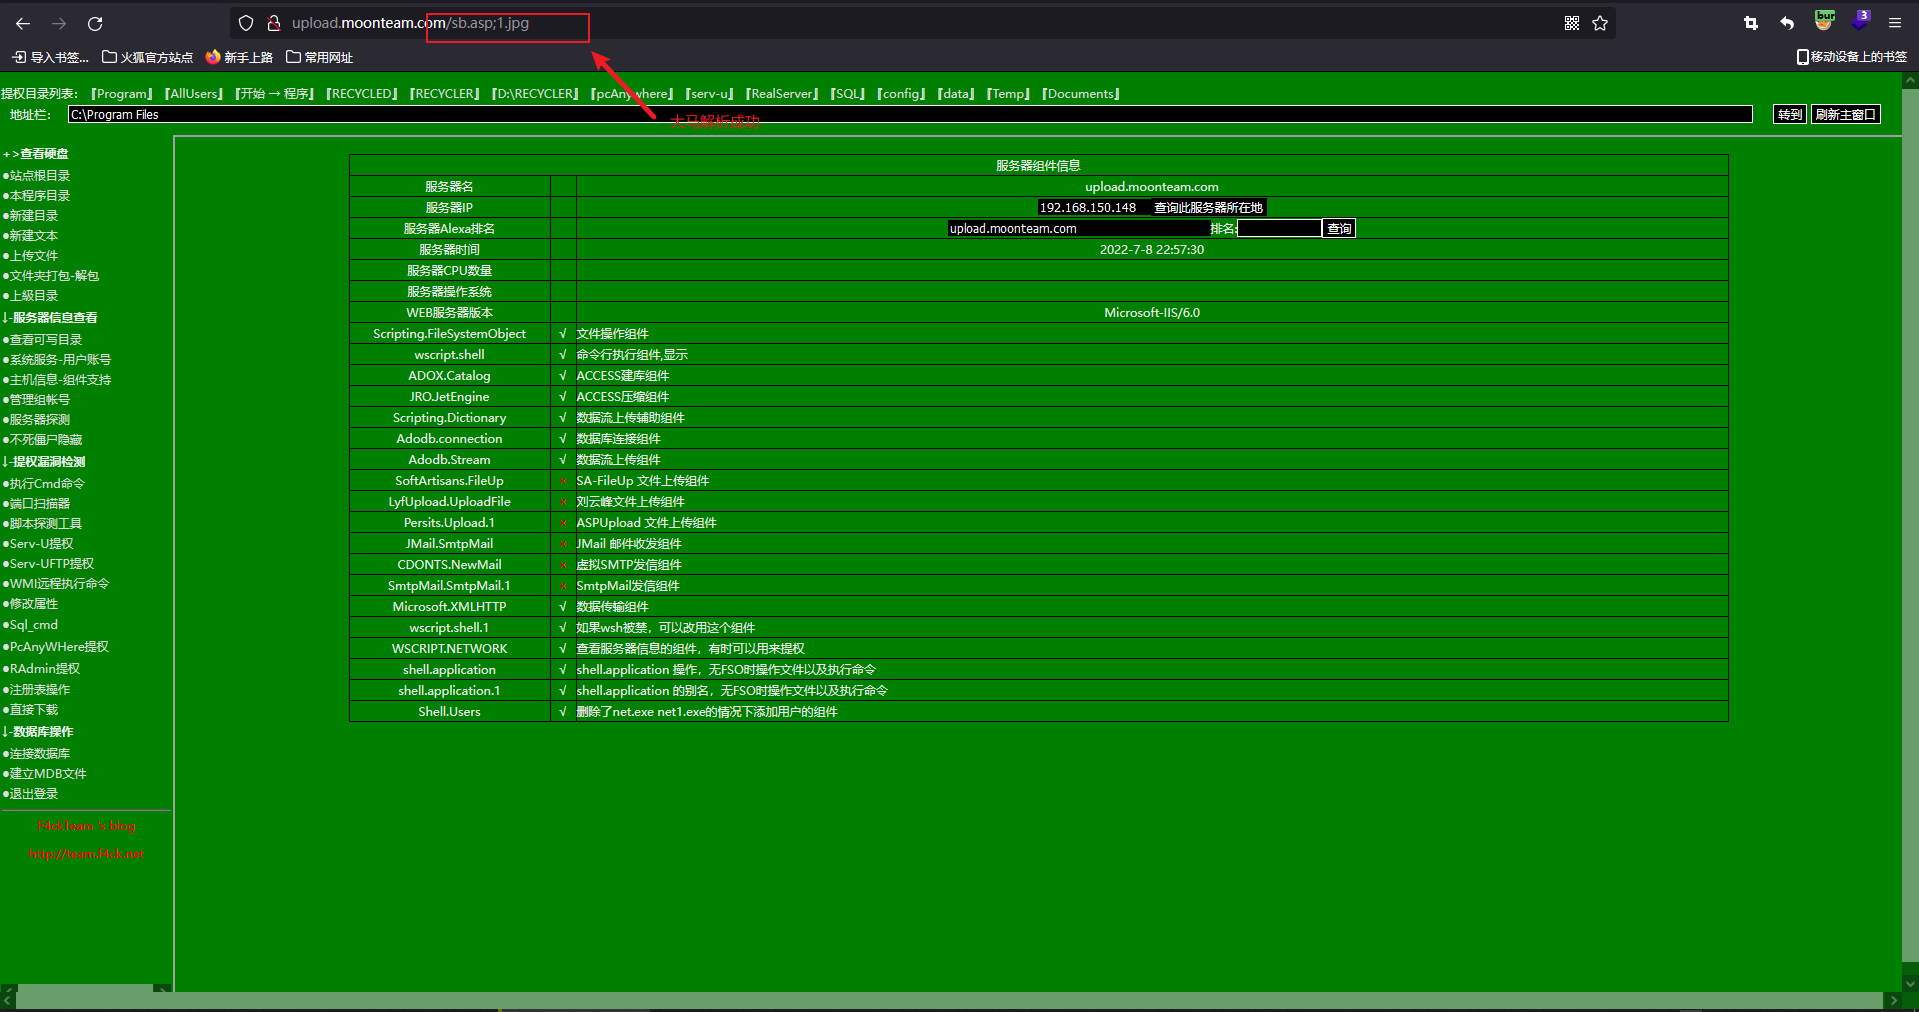 upload.moonteam.com/sb.asp;1.jpg
bur
3
导入书签... 火狐官方站点 新手上路 常用网址 移动设备上的书签
提权目录列表: 『Program』 『AllUsers』 『开始→程序』 『RECYCLED』 『RECYCLER』 『D:\RECYCLER』 『pcAnywhere』 『serv-u』 『RealServer』 『SQL』 『config』 『data』 『Temp』 『Documents』
地址栏: C:\Program Files 转到 刷新主窗口
大马解析成功
+>查看硬盘
●站点根目录
●本程序目录
●新建目录
●新建文本
●上传文件
●文件夹打包-解包
●上级目录
↓-服务器信息查看
●查看可写目录
●系统服务-用户账号
●主机信息-组件支持
●管理组帐号
●服务器探测
●不死僵尸隐藏
↓-提权漏洞检测
●执行Cmd命令
●端口扫描器
●脚本探测工具
●Serv-U提权
●Serv-UFTP提权
●WMI远程执行命令
●修改属性
●Sql_cmd
●PcAnyWHere提权
●RAdmin提权
●注册表操作
●直接下载
↓-数据库操作
●连接数据库
●建立MDB文件
●退出登录
F4ckTeam 's blog
http://team.f4ck.net
服务器组件信息
服务器名 upload.moonteam.com
服务器IP 192.168.150.148 查询此服务器所在地
服务器Alexa排名 upload.moonteam.com 排名: 查询
服务器时间 2022-7-8 22:57:30
服务器CPU数量
服务器操作系统
WEB服务器版本 Microsoft-IIS/6.0
Scripting.FileSystemObject √ 文件操作组件
wscript.shell √ 命令行执行组件,显示
ADOX.Catalog √ ACCESS建库组件
JRO.JetEngine √ ACCESS压缩组件
Scripting.Dictionary √ 数据流上传辅助组件
Adodb.connection √ 数据库连接组件
Adodb.Stream √ 数据流上传组件
SoftArtisans.FileUp × SA-FileUp 文件上传组件
LyfUpload.UploadFile × 刘云峰文件上传组件
Persits.Upload.1 × ASPUpload 文件上传组件
JMail.SmtpMail × JMail 邮件收发组件
CDONTS.NewMail × 虚拟SMTP发信组件
SmtpMail.SmtpMail.1 × SmtpMail发信组件
Microsoft.XMLHTTP √ 数据传输组件
wscript.shell.1 √ 如果wsh被禁，可以改用这个组件
WSCRIPT.NETWORK √ 查看服务器信息的组件，有时可以用来提权
shell.application √ shell.application 操作，无FSO时操作文件以及执行命令
shell.application.1 √ shell.application 的别名，无FSO时操作文件以及执行命令
Shell.Users √ 删除了net.exe net1.exe的情况下添加用户的组件